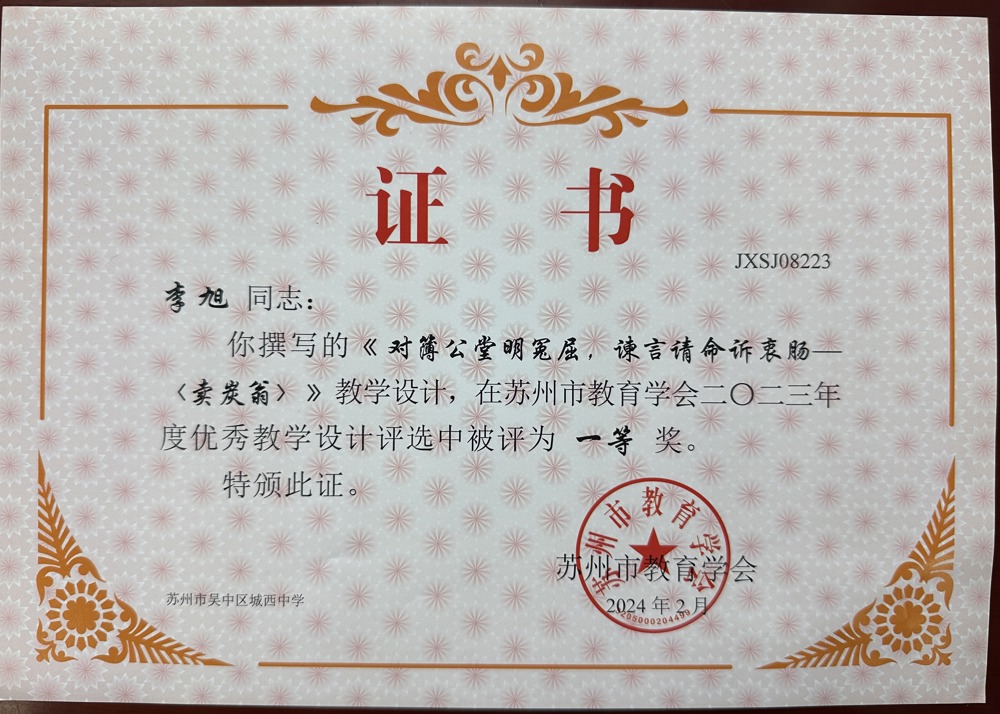 证 书
JXSJ08223
李旭 同志：
你撰写的《对簿公堂明冤屈，谏言请命诉衷肠—
〈卖炭翁〉》教学设计，在苏州市教育学会二〇二三年
度优秀教学设计评选中被评为 一等 奖。
特颁此证。
苏州市教育学会
苏州市教育学会
2024 年 2 月
3205000204499
苏州市吴中区城西中学